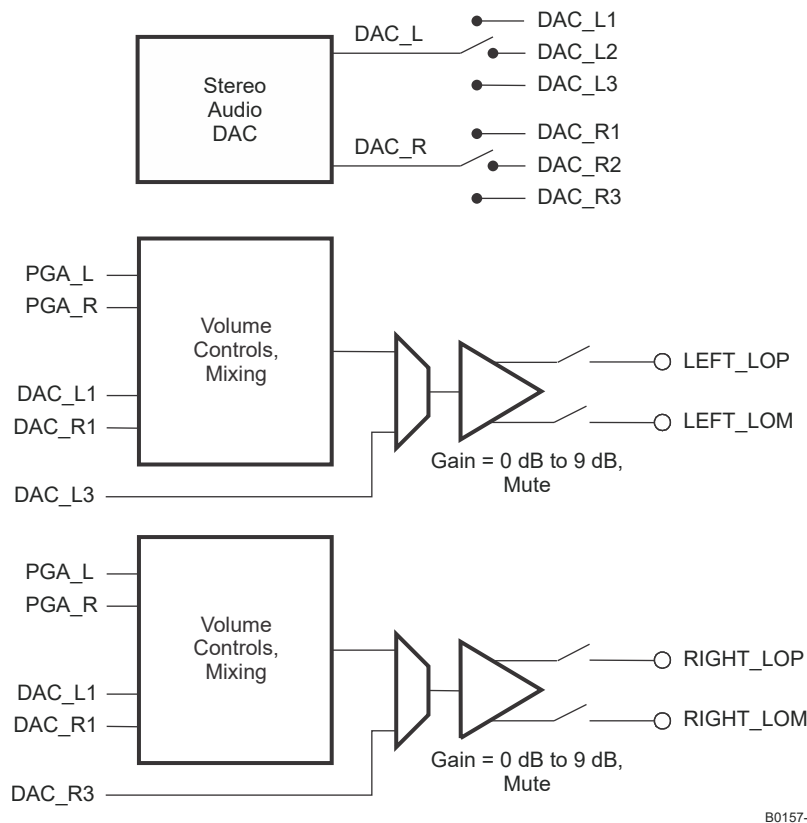 DAC_L
DAC_L1
DAC_L2
DAC_L3
Stereo
Audio
DAC
DAC_R
DAC_R1
DAC_R2
DAC_R3
PGA_L
PGA_R
DAC_L1
DAC_R1
DAC_L3
Volume
Controls,
Mixing
LEFT_LOP
LEFT_LOM
Gain = 0 dB to 9 dB,
Mute
PGA_L
PGA_R
DAC_L1
DAC_R1
DAC_R3
Volume
Controls,
Mixing
RIGHT_LOP
RIGHT_LOM
Gain = 0 dB to 9 dB,
Mute
B0157-